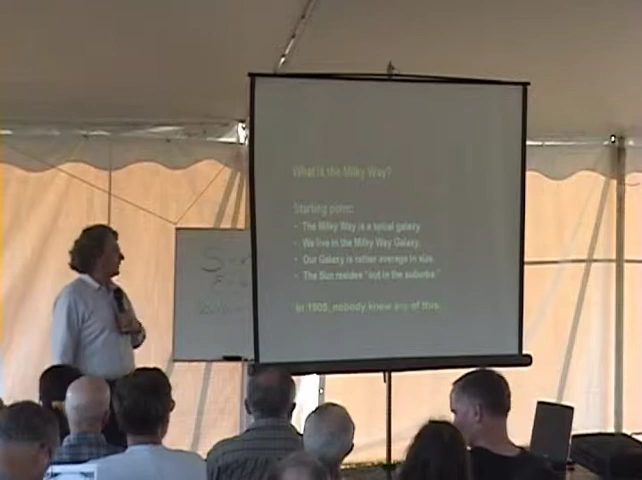 What is the Milky Way?
Starting point:
- The Milky Way is a spiral galaxy
- We live in the Milky Way Galaxy.
- Our Galaxy is rather average in size.
- The Sun resides "out in the suburbs."
In 1905, nobody knew any of this.